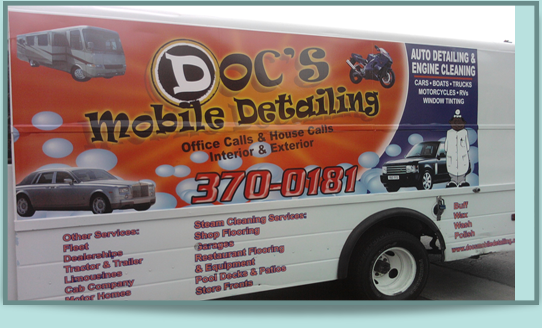 Doc's
Mobile Detailing
Office Calls & House Calls
Interior & Exterior
370-0181
AUTO DETAILING &
ENGINE CLEANING
CARS • BOATS • TRUCKS
MOTORCYCLES • RVs
WINDOW TINTING
Other Services:
Fleet
Dealerships
Tractor & Trailer
Limousines
Cab Company
Motor Homes
Steam Cleaning Services:
Shop Flooring
Garages
Restaurant Flooring
& Equipment
Pool Decks & Patios
Store Fronts
Buff
Wax
Wash
Polish